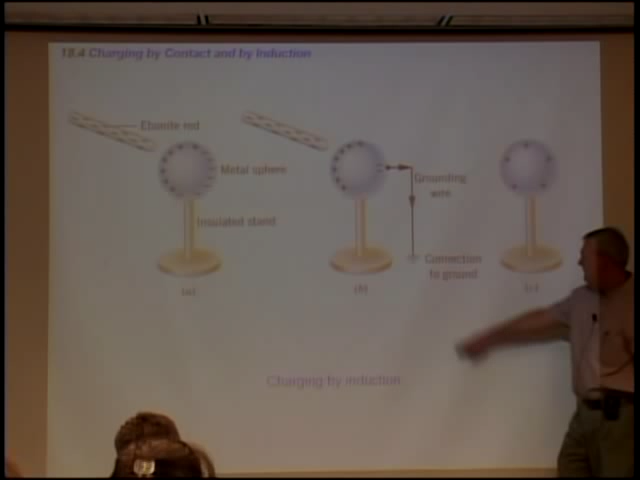 18.4 Charging by Contact and by Induction
Ebonite rod
Metal sphere
Insulated stand
(a)
Grounding
wire
Connection
to ground
(b)
(c)
Charging by induction